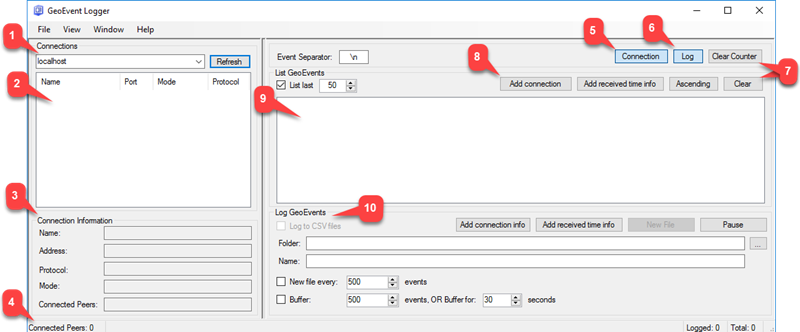 GeoEvent Logger
File View Window Help
1
Connections
localhost Refresh
2
Name Port Mode Protocol
3
Connection Information
Name:
Address:
Protocol:
Mode:
Connected Peers:
4
Connected Peers: 0
5
6
Event Separator: \n Connection Log Clear Counter
7
8
List GeoEvents
List last 50 Add connection Add received time info Ascending Clear
9
10
Log GeoEvents
Log to CSV files Add connection info Add received time info New File Pause
Folder: ...
Name:
New file every: 500 events
Buffer: 500 events, OR Buffer for: 30 seconds
Logged: 0 Total: 0